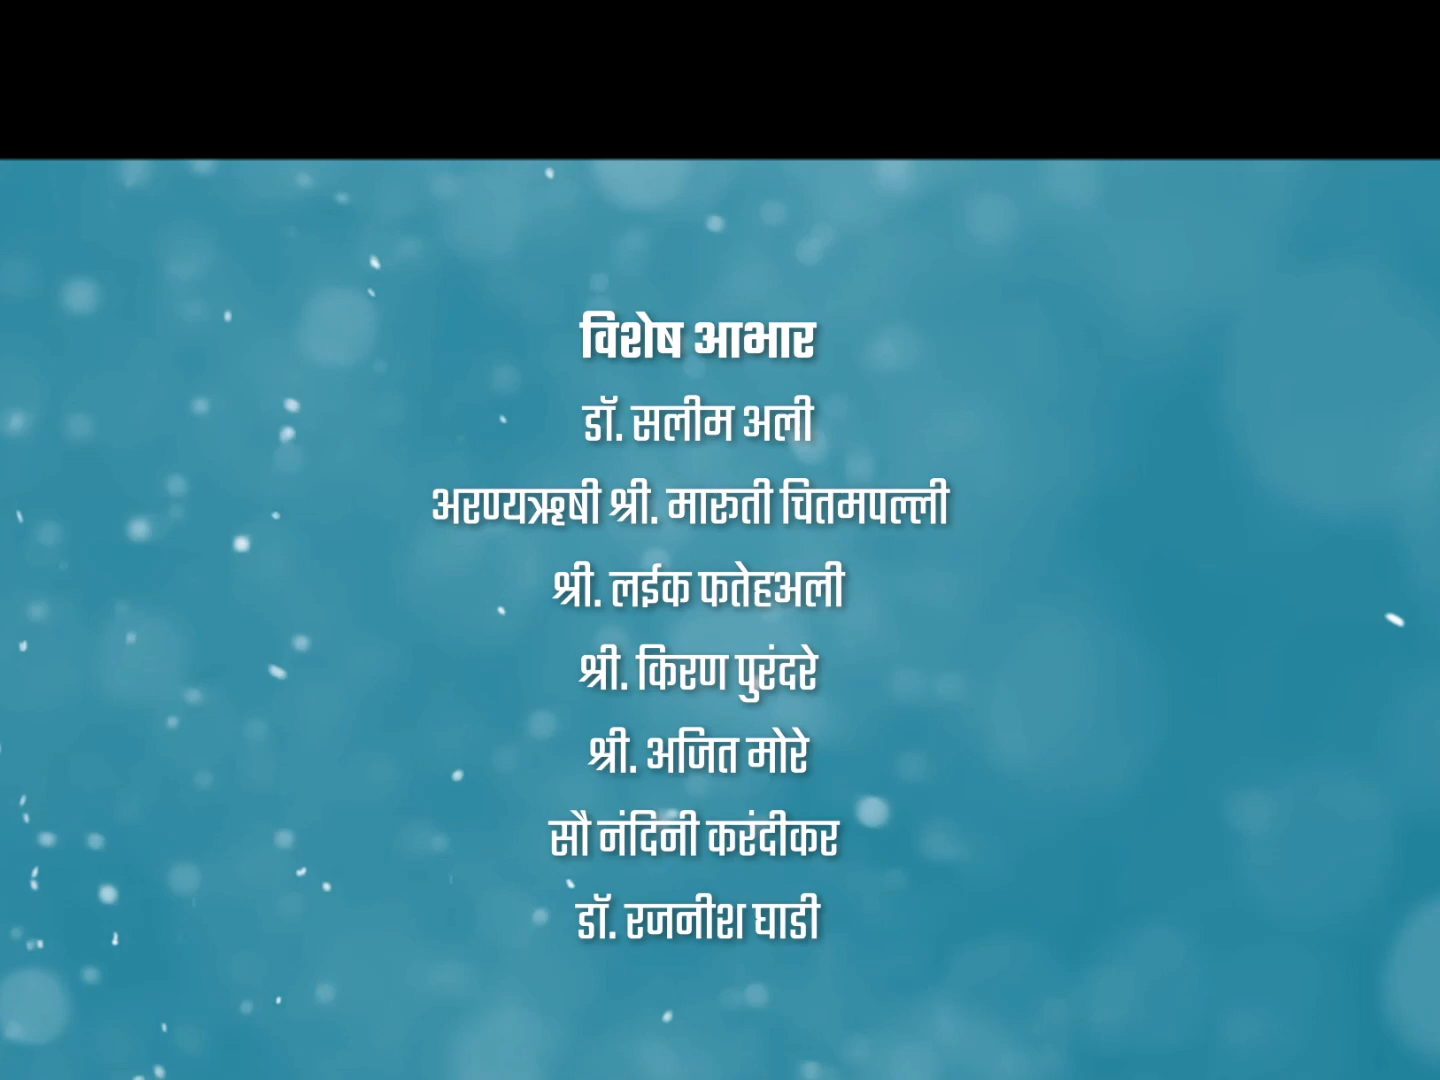 विशेष आभार
डॉ. सलीम अली
अरण्यऋषी श्री. मारूती चितमपल्ली
श्री. लईक फतेहअली
श्री. किरण पुरंदरे
श्री. अजित मोरे
सौ नंदिनी करंदीकर
डॉ. रजनीश घाडी